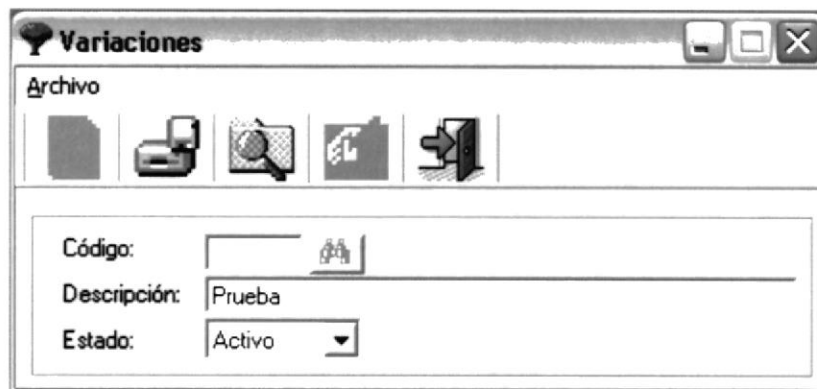 Variaciones
Archivo
Código:
Descripción: Prueba
Estado: Activo